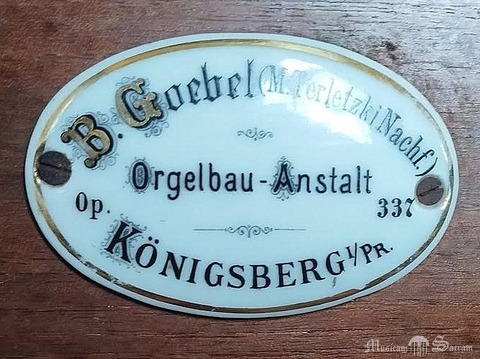 B. Goebel (M. Terletzki Nachf.)
Orgelbau-Anstalt
Op. 337
KÖNIGSBERG i/PR.
Musicam Sacram